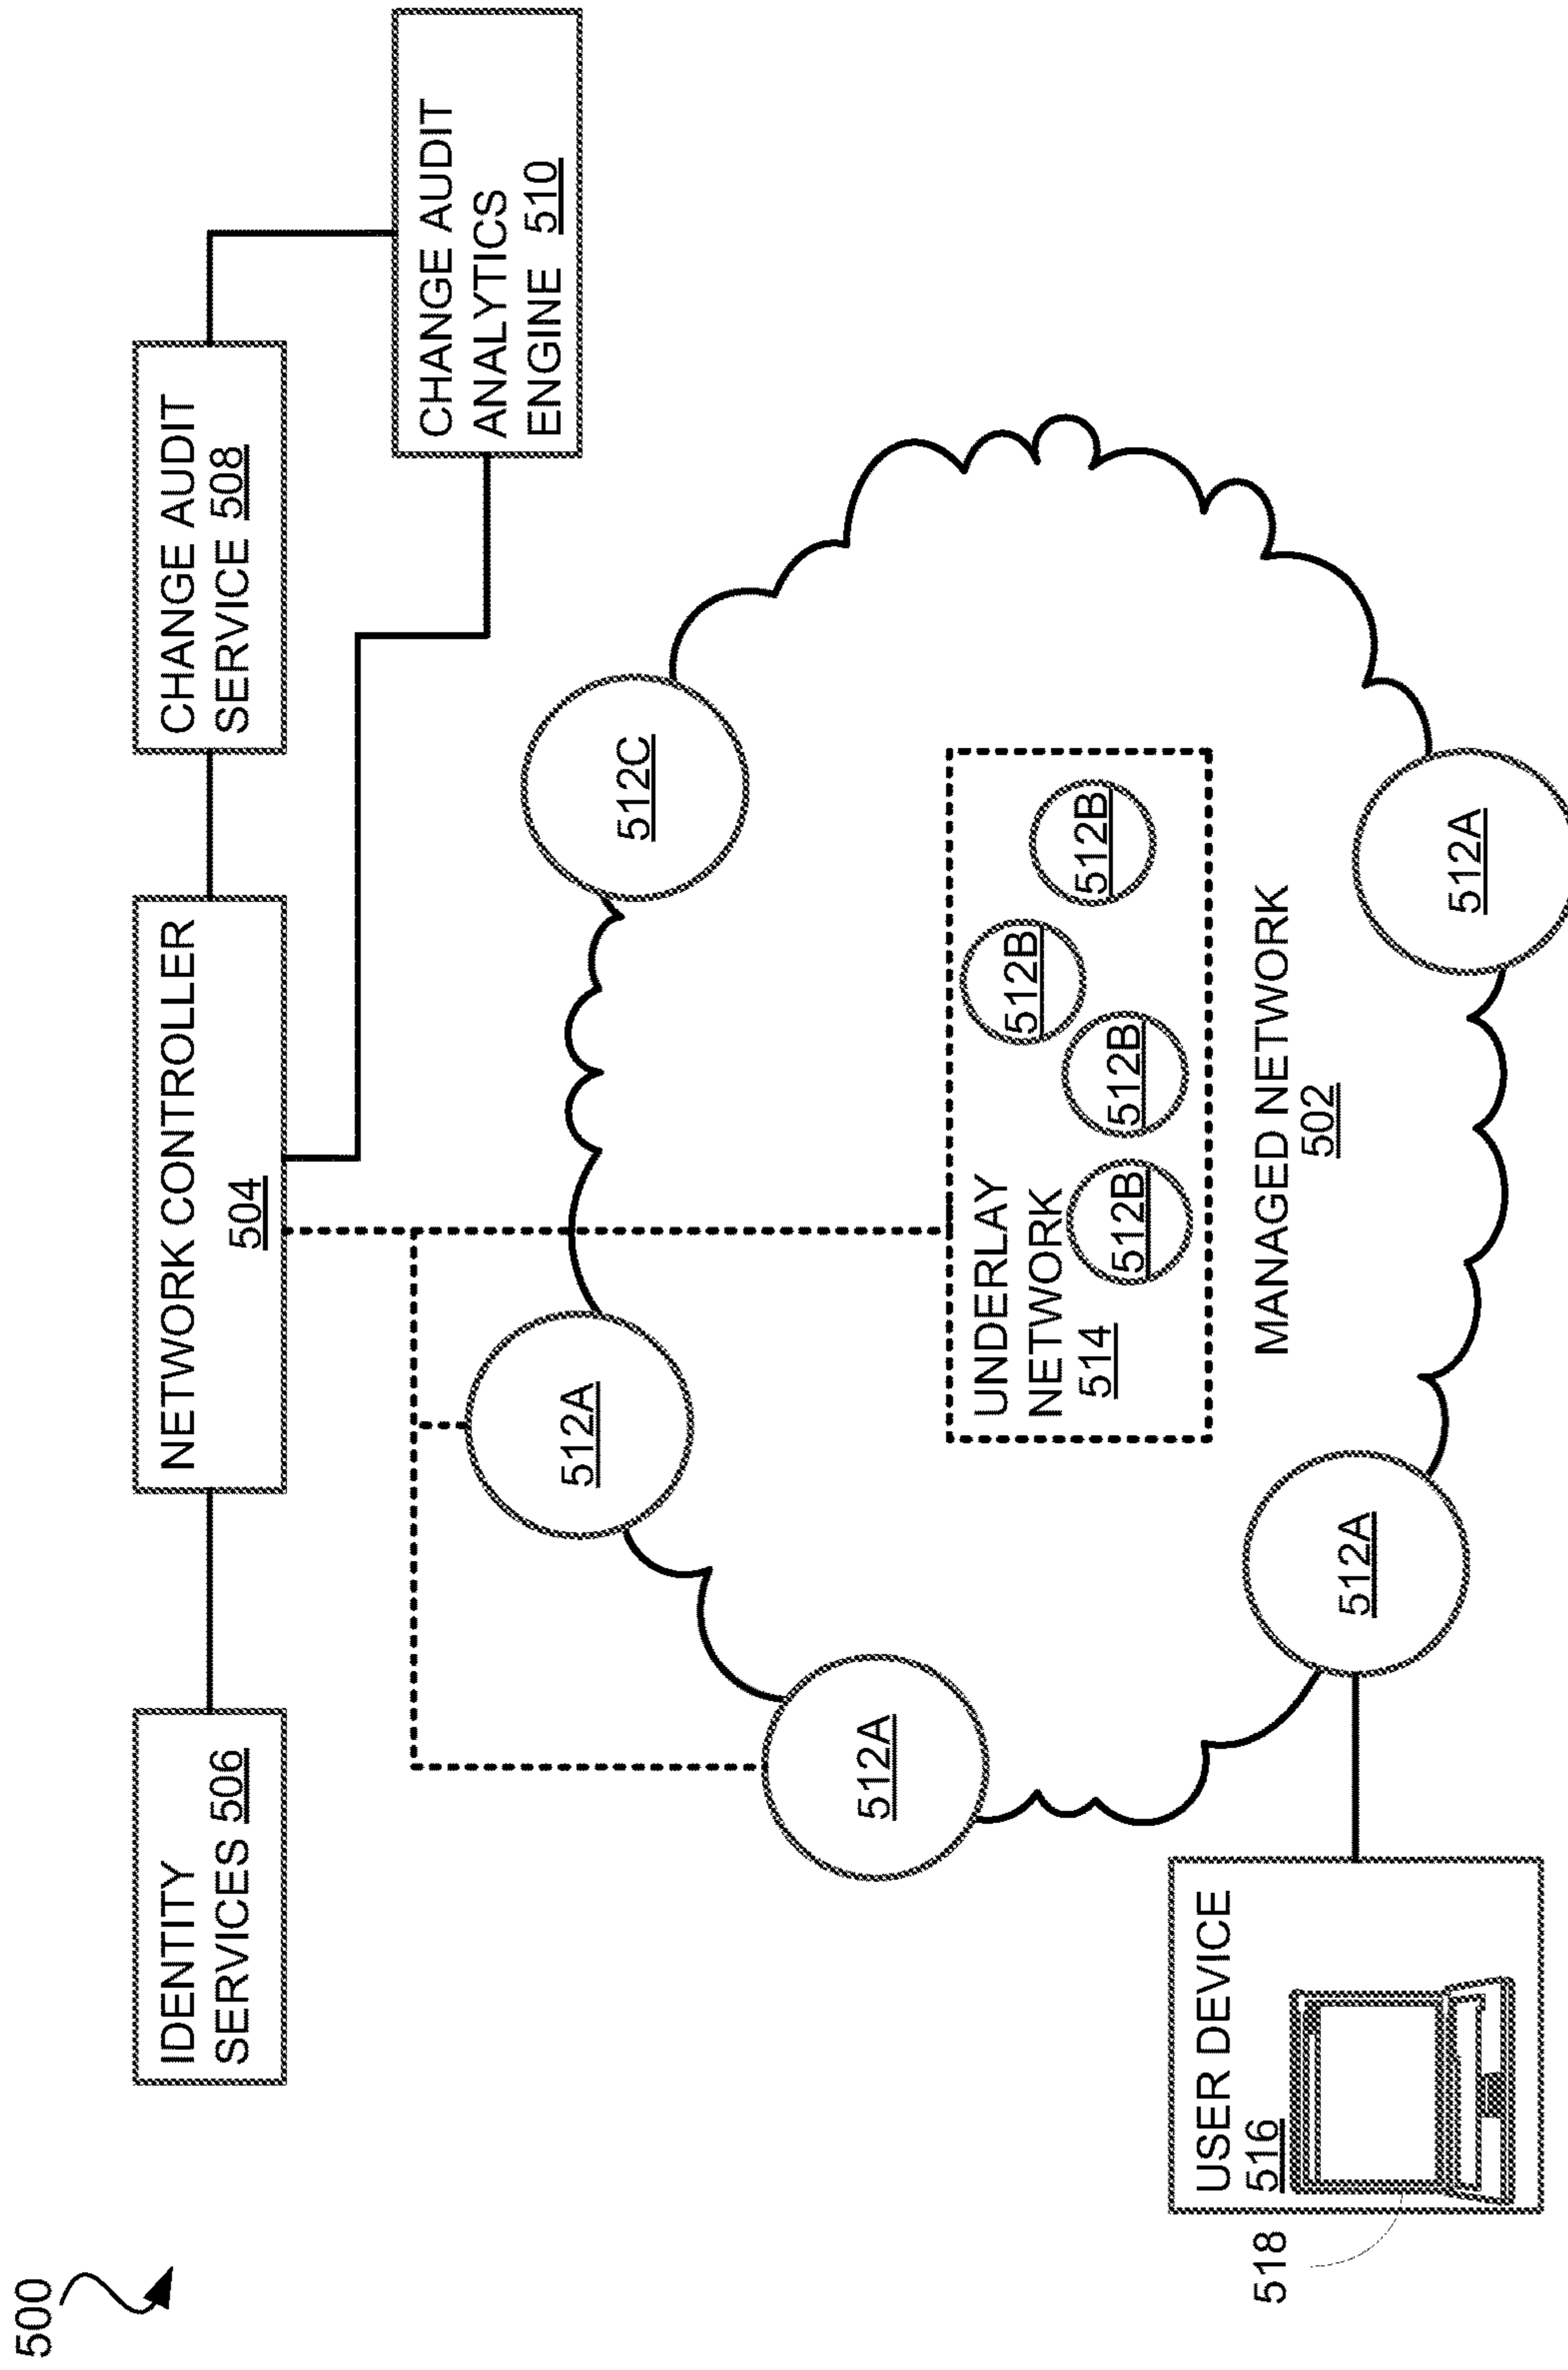 500
IDENTITY
SERVICES 506
NETWORK CONTROLLER
504
CHANGE AUDIT
SERVICE 508
CHANGE AUDIT
ANALYTICS
ENGINE 510
512A
512A
512C
UNDERLAY
NETWORK
514
512B
512B
512B
512B
MANAGED NETWORK
502
512A
512A
USER DEVICE
516
518